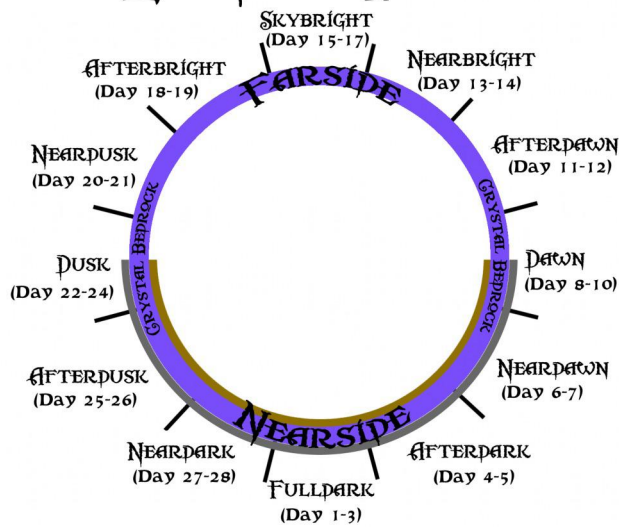 Skybright
(Day 15-17)
Nearbright
(Day 13-14)
Afterbright
(Day 18-19)
Farside
Afterdawn
(Day 11-12)
Neardusk
(Day 20-21)
Crystal Bedrock
Crystal Bedrock
Dusk
(Day 22-24)
Dawn
(Day 8-10)
Neardawn
(Day 6-7)
Afterdusk
(Day 25-26)
Nearside
Neardark
(Day 27-28)
Afterdark
(Day 4-5)
Fulldark
(Day 1-3)